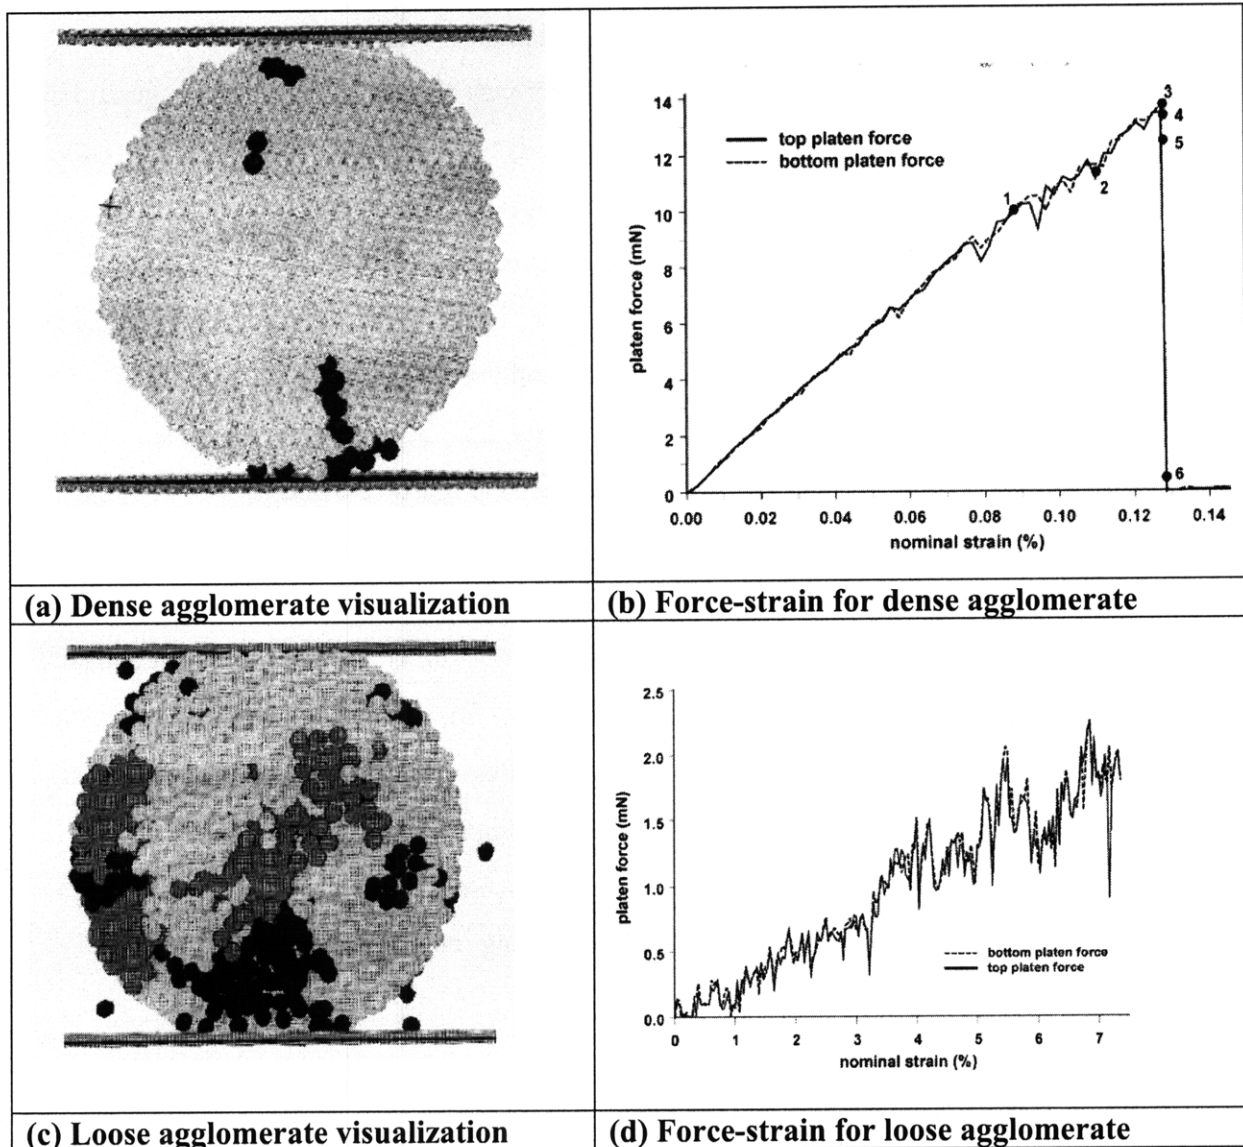 14
12
10
8
6
4
2
0
platen force (mN)
top platen force
bottom platen force
1
2
3
4
5
6
0.00 0.02 0.04 0.06 0.08 0.10 0.12 0.14
nominal strain (%)
(a) Dense agglomerate visualization
(b) Force-strain for dense agglomerate
2.5
2.0
1.5
1.0
0.5
0.0
platen force (mN)
bottom platen force
top platen force
0 1 2 3 4 5 6 7
nominal strain (%)
(c) Loose agglomerate visualization
(d) Force-strain for loose agglomerate